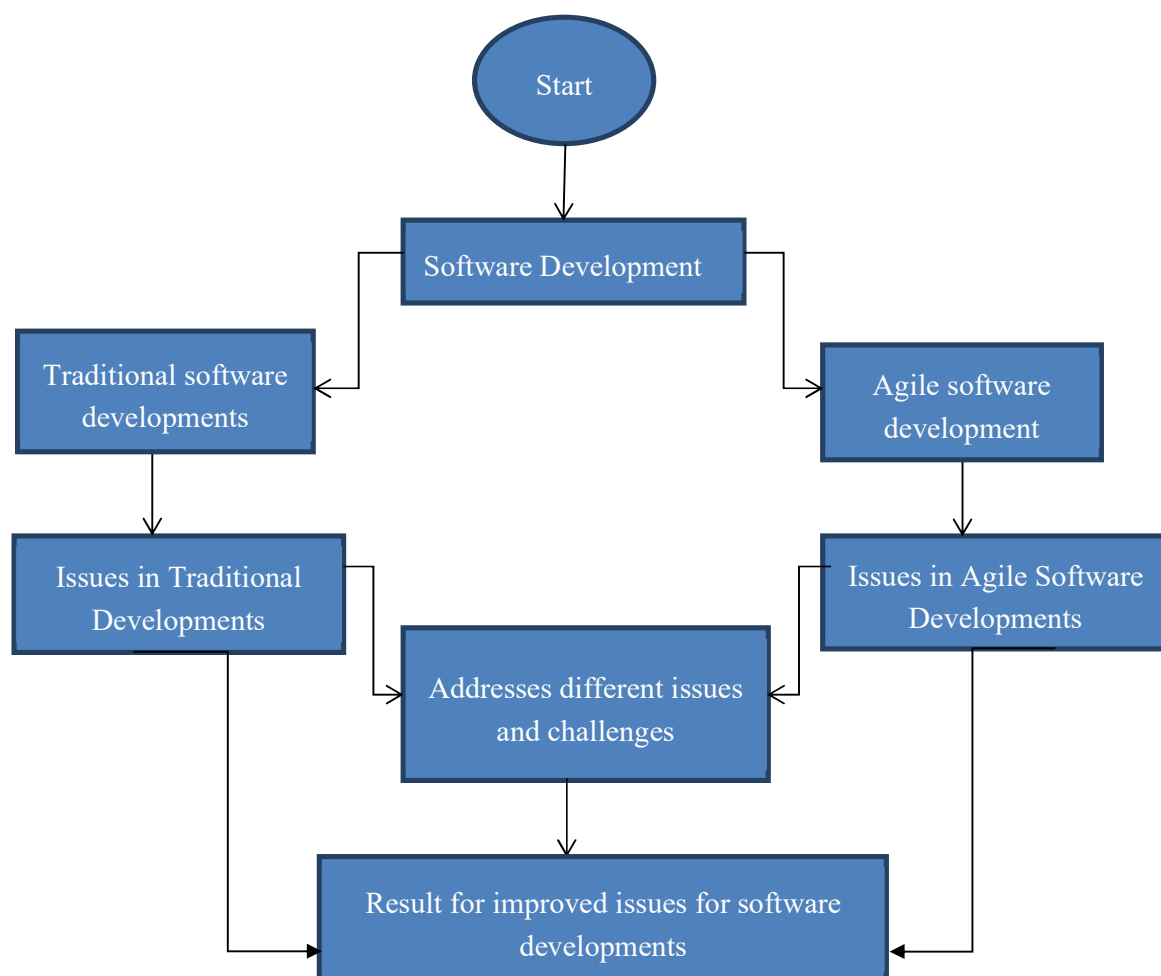 Start
Software Development
Traditional software
developments
Agile software
development
Issues in Traditional
Developments
Issues in Agile Software
Developments
Addresses different issues
and challenges
Result for improved issues for software
developments